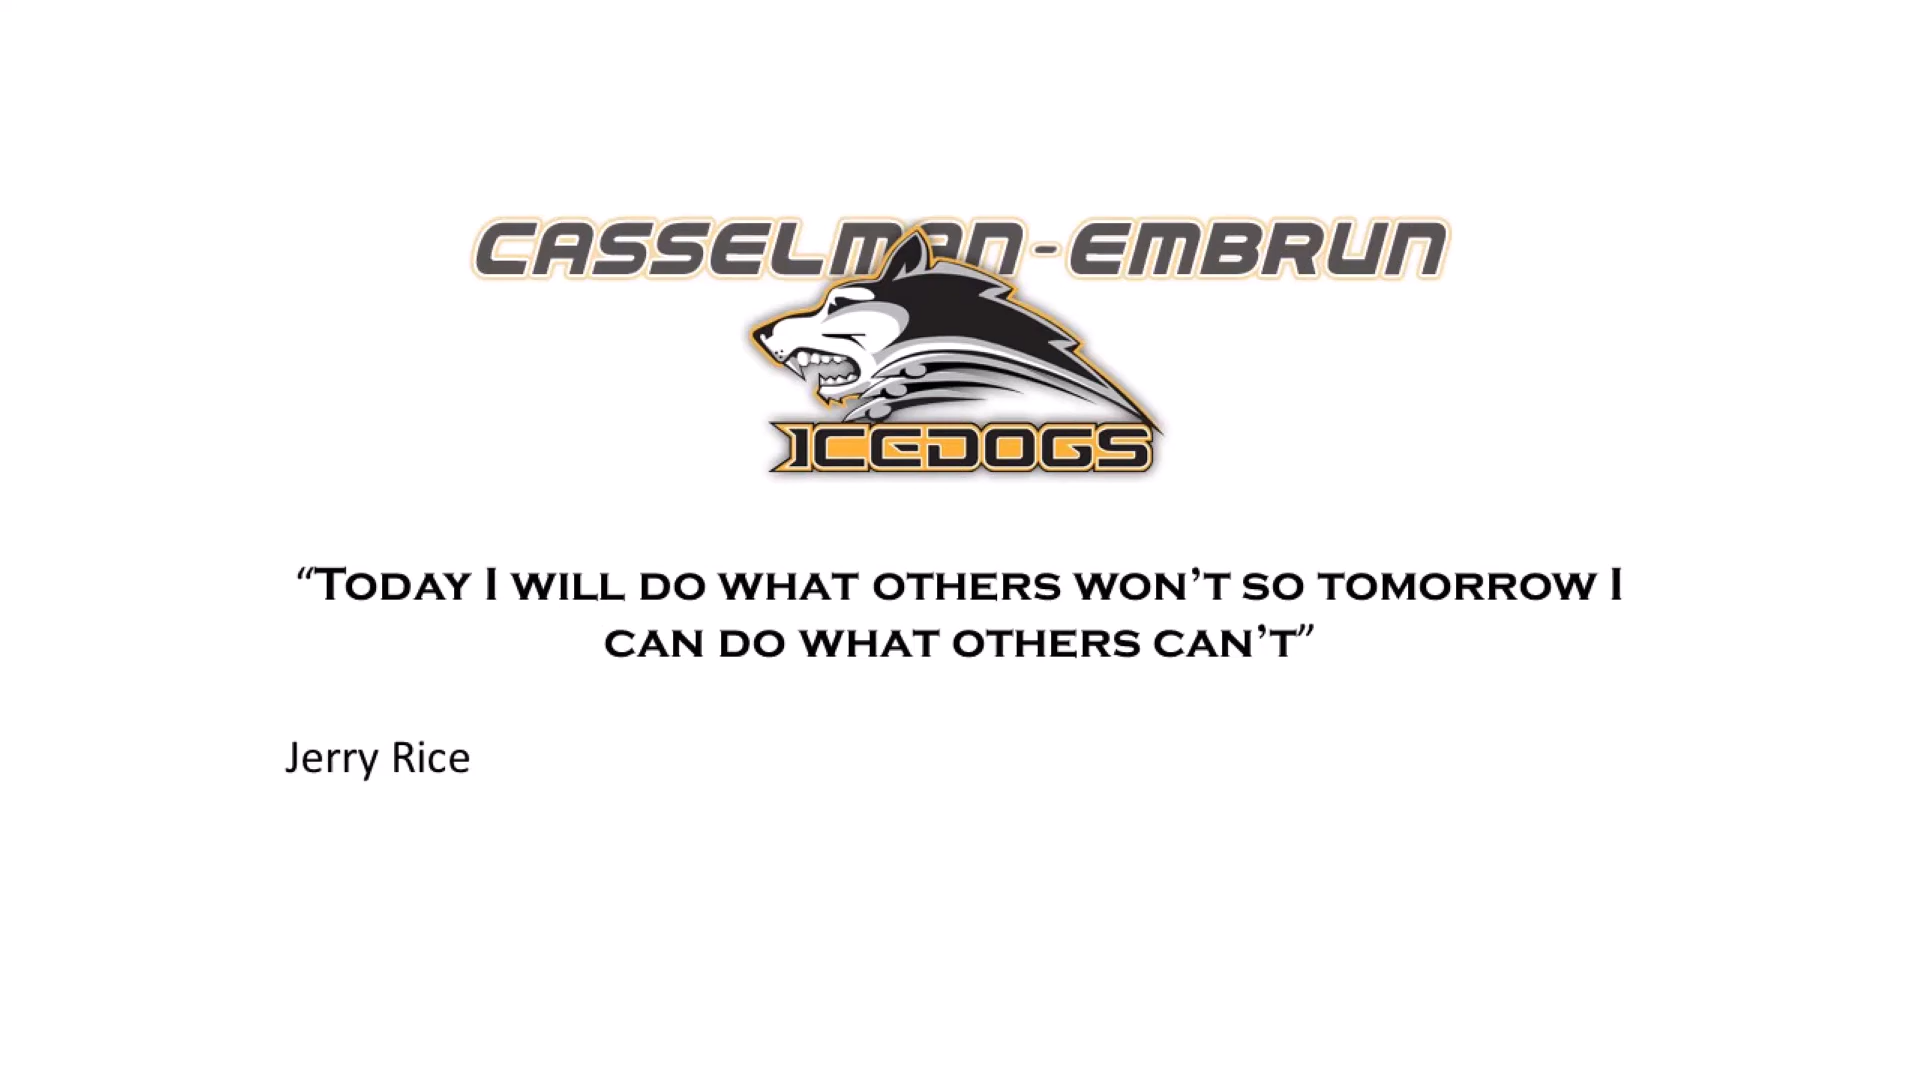 CASSELMAN-EMBRUN
ICEDOGS
“Today I will do what others won’t so tomorrow I
can do what others can’t”
Jerry Rice